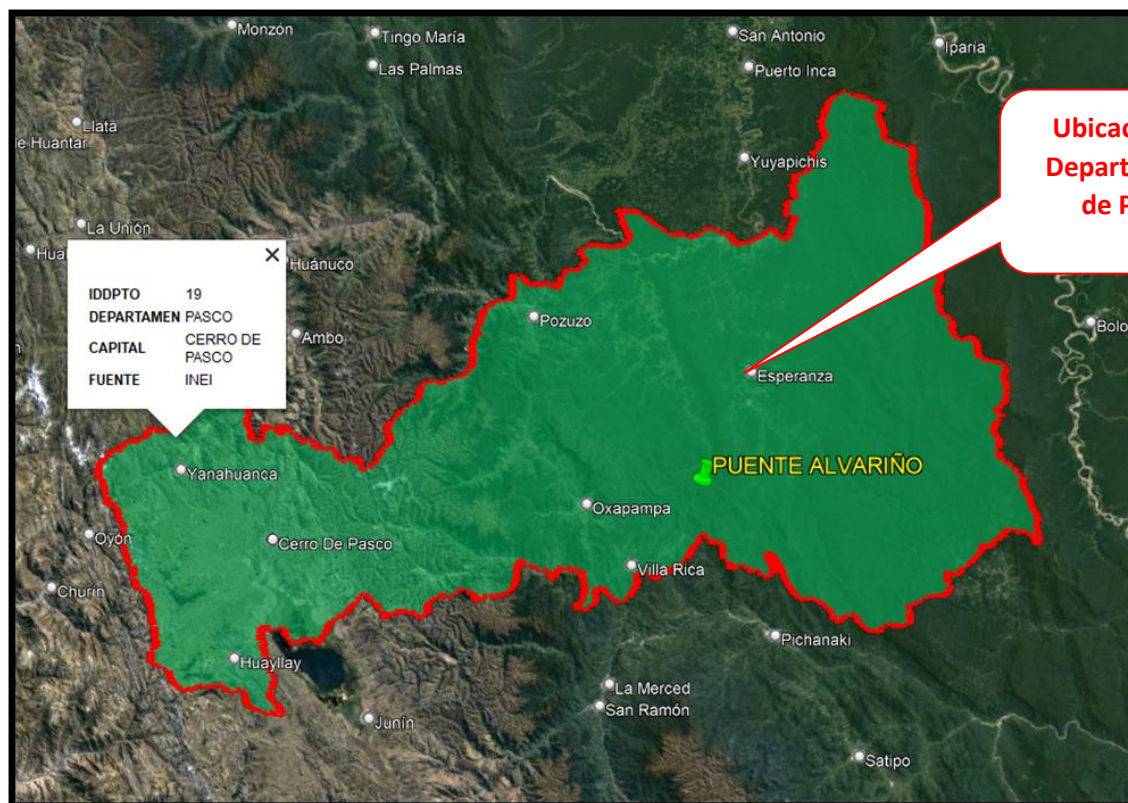 Monzón
Tingo María
Las Palmas
San Antonio
Puerto Inca
Iparia
Llata
de Huantar
Yuyapichis
Ubicac
Depart
de P
La Unión
Hual
Huánuco
IDDPTO 19
DEPARTAMEN PASCO
CAPITAL CERRO DE
PASCO
FUENTE INEI
Ambo
Pozuzo
Bolo
Esperanza
Yanahuanca
PUENTE ALVARIÑO
Oxapampa
Oyón
Cerro De Pasco
Villa Rica
Churín
Pichanaki
Huayllay
La Merced
San Ramón
Junín
Satipo